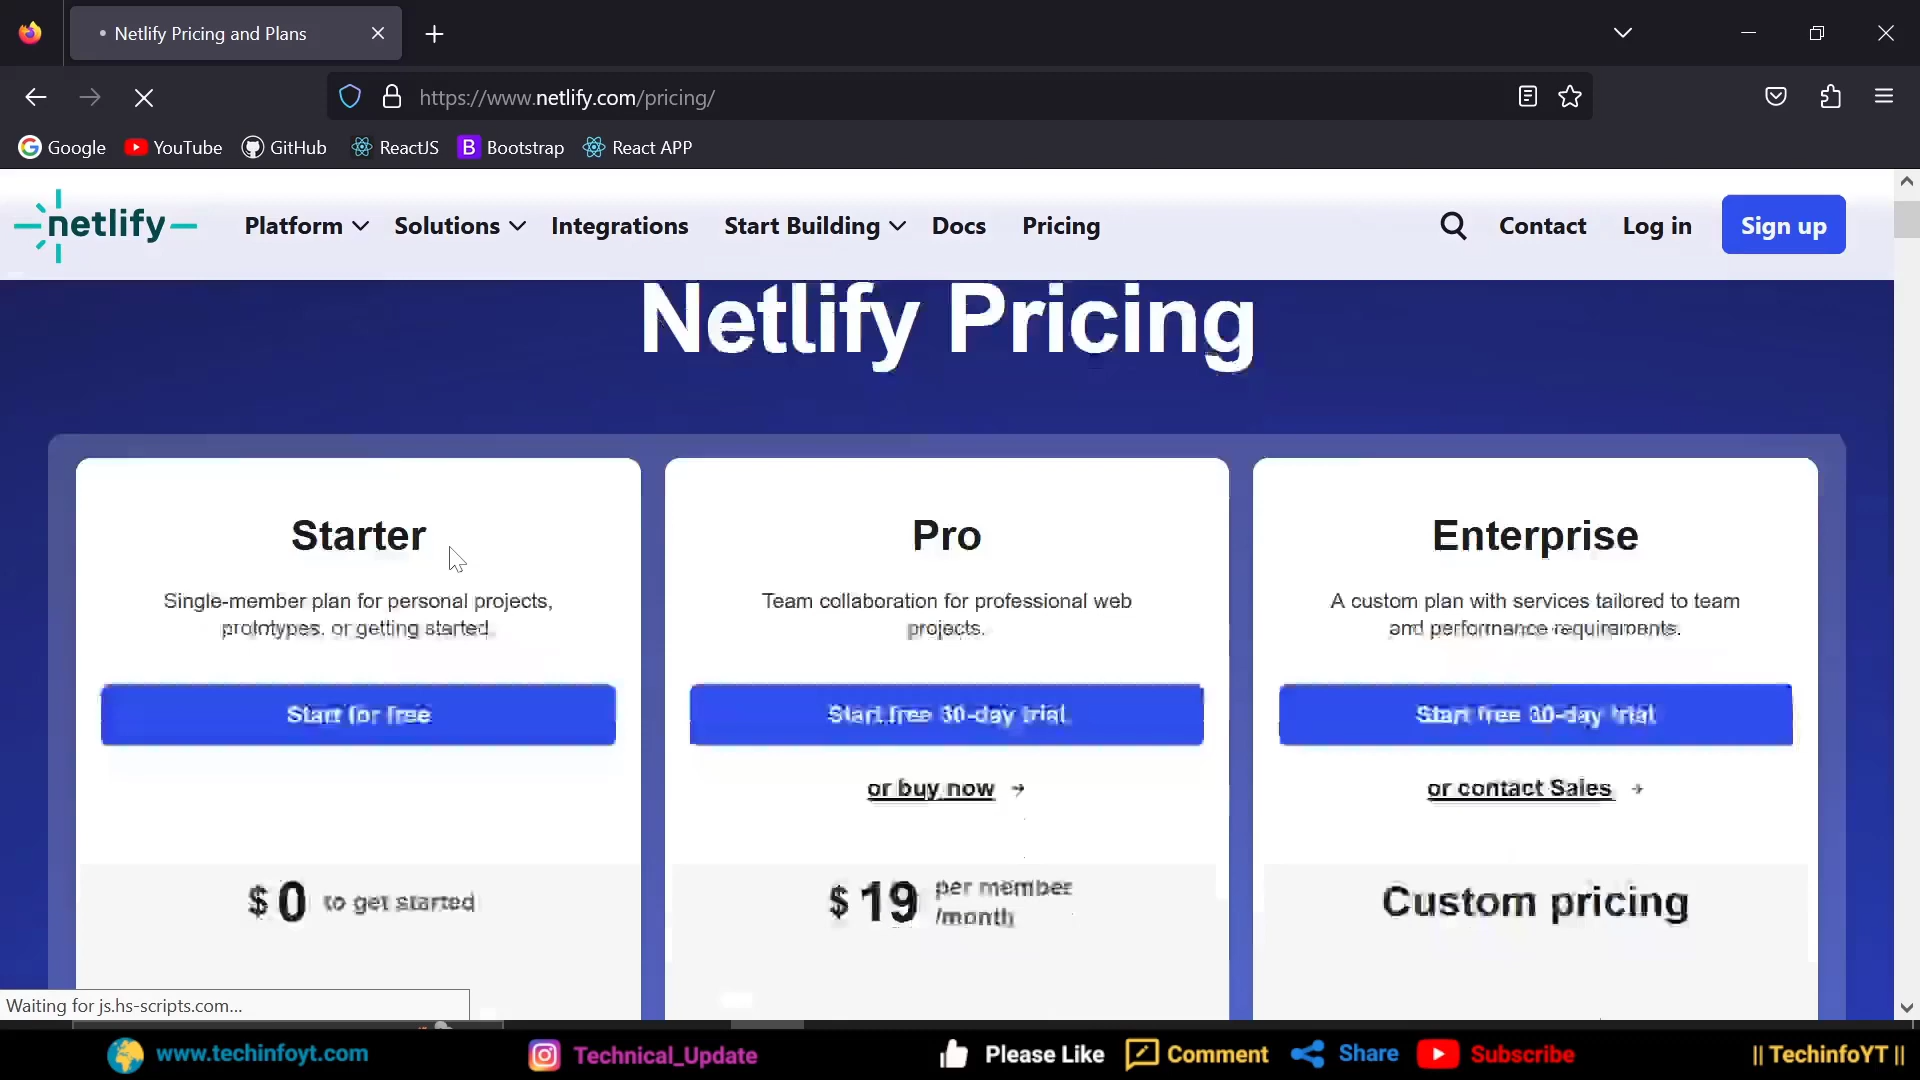 Netlify Pricing and Plans
https://www.netlify.com/pricing/
Google YouTube GitHub ReactJS B Bootstrap React APP
netlify Platform Solutions Integrations Start Building Docs Pricing Contact Log in Sign up
Netlify Pricing
Starter
Single-member plan for personal projects,
prototypes, or getting started.
Start for free
$ 0 to get started
Pro
Team collaboration for professional web
projects.
Start free 30-day trial
or buy now →
$ 19 per member
/month
Enterprise
A custom plan with services tailored to team
and performance requirements.
Start free 30-day trial
or contact Sales →
Custom pricing
Waiting for js.hs-scripts.com...
www.techinfoyt.com Technical_Update Please Like Comment Share Subscribe || TechinfoYT ||